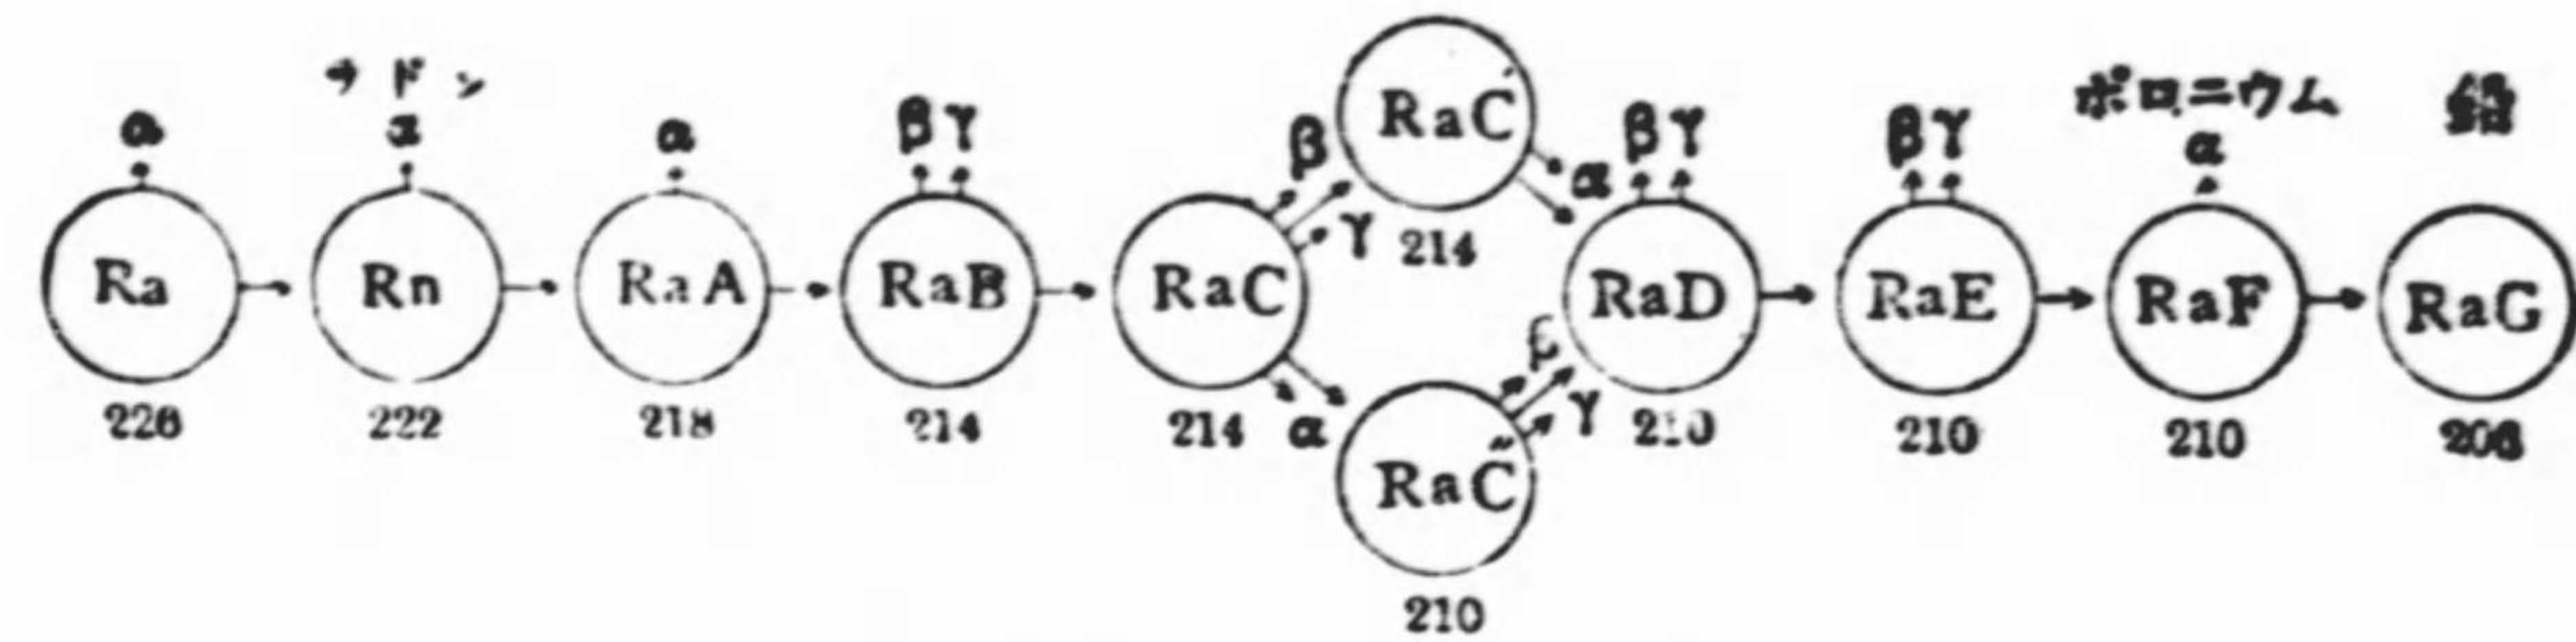 ラドン ポロニウム 鉛
α α α βγ β RaC′ α βγ βγ α
γ 214
Ra Rn RaA RaB RaC RaD RaE RaF RaG
β
226 222 218 214 214 α γ 210 210 210 206
RaC″
210